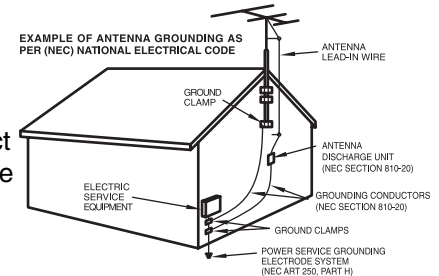 EXAMPLE OF ANTENNA GROUNDING AS
PER (NEC) NATIONAL ELECTRICAL CODE
ANTENNA
LEAD-IN WIRE
GROUND
CLAMP
ct
e
ANTENNA
DISCHARGE UNIT
(NEC SECTION 810-20)
ELECTRIC
SERVICE
EQUIPMENT
GROUNDING CONDUCTORS
(NEC SECTION 810-20)
GROUND CLAMPS
POWER SERVICE GROUNDING
ELECTRODE SYSTEM
(NEC ART 250, PART H)